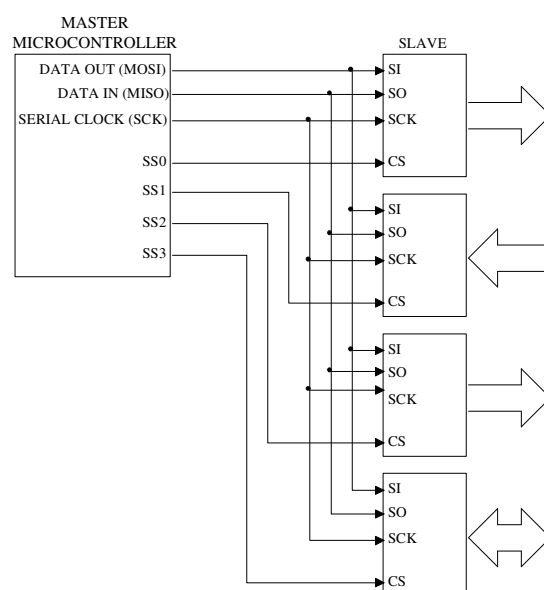 MASTER
MICROCONTROLLER
DATA OUT (MOSI)
DATA IN (MISO)
SERIAL CLOCK (SCK)
SS0
SS1
SS2
SS3
SLAVE
SI
SO
SCK
CS
SI
SO
SCK
CS
SI
SO
SCK
CS
SI
SO
SCK
CS